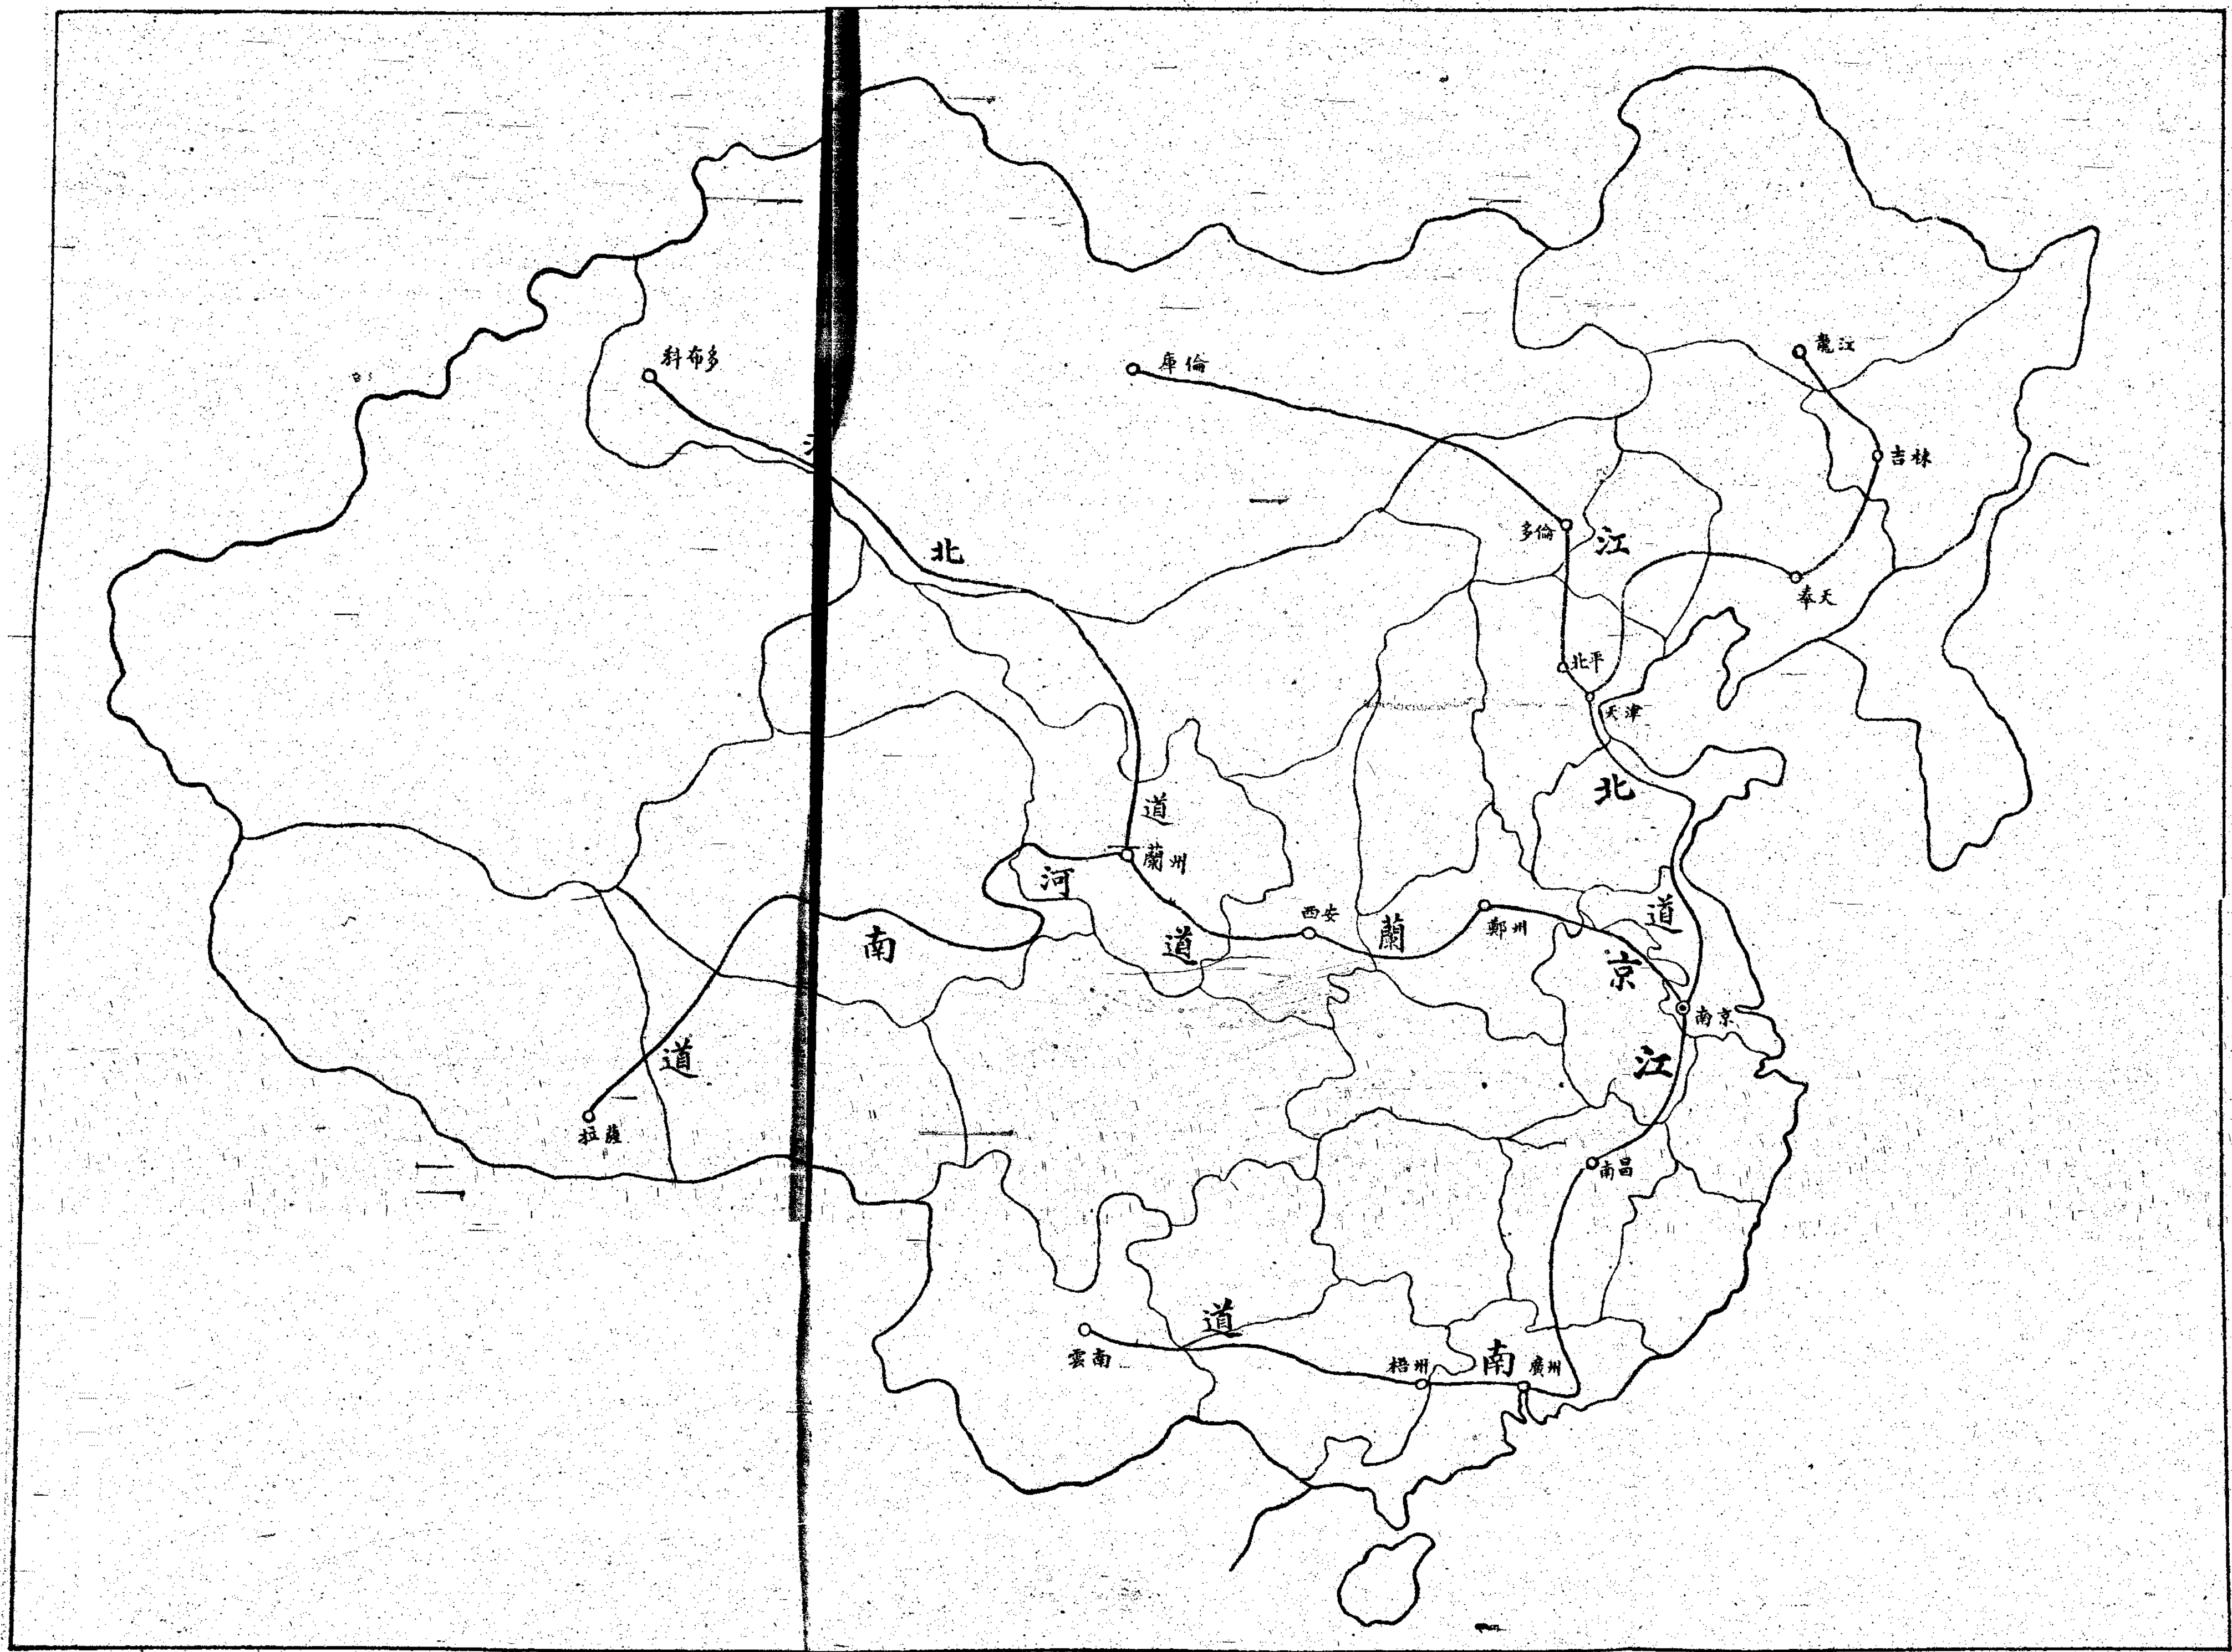 科布多
庫倫
龍江
吉林
多倫
奉天
北平
天津
蘭州
西安
鄭州
南京
拉薩
南昌
雲南
梧州
廣州
江
北
道
北
道
河
南
道
京
蘭
道
江
南
道